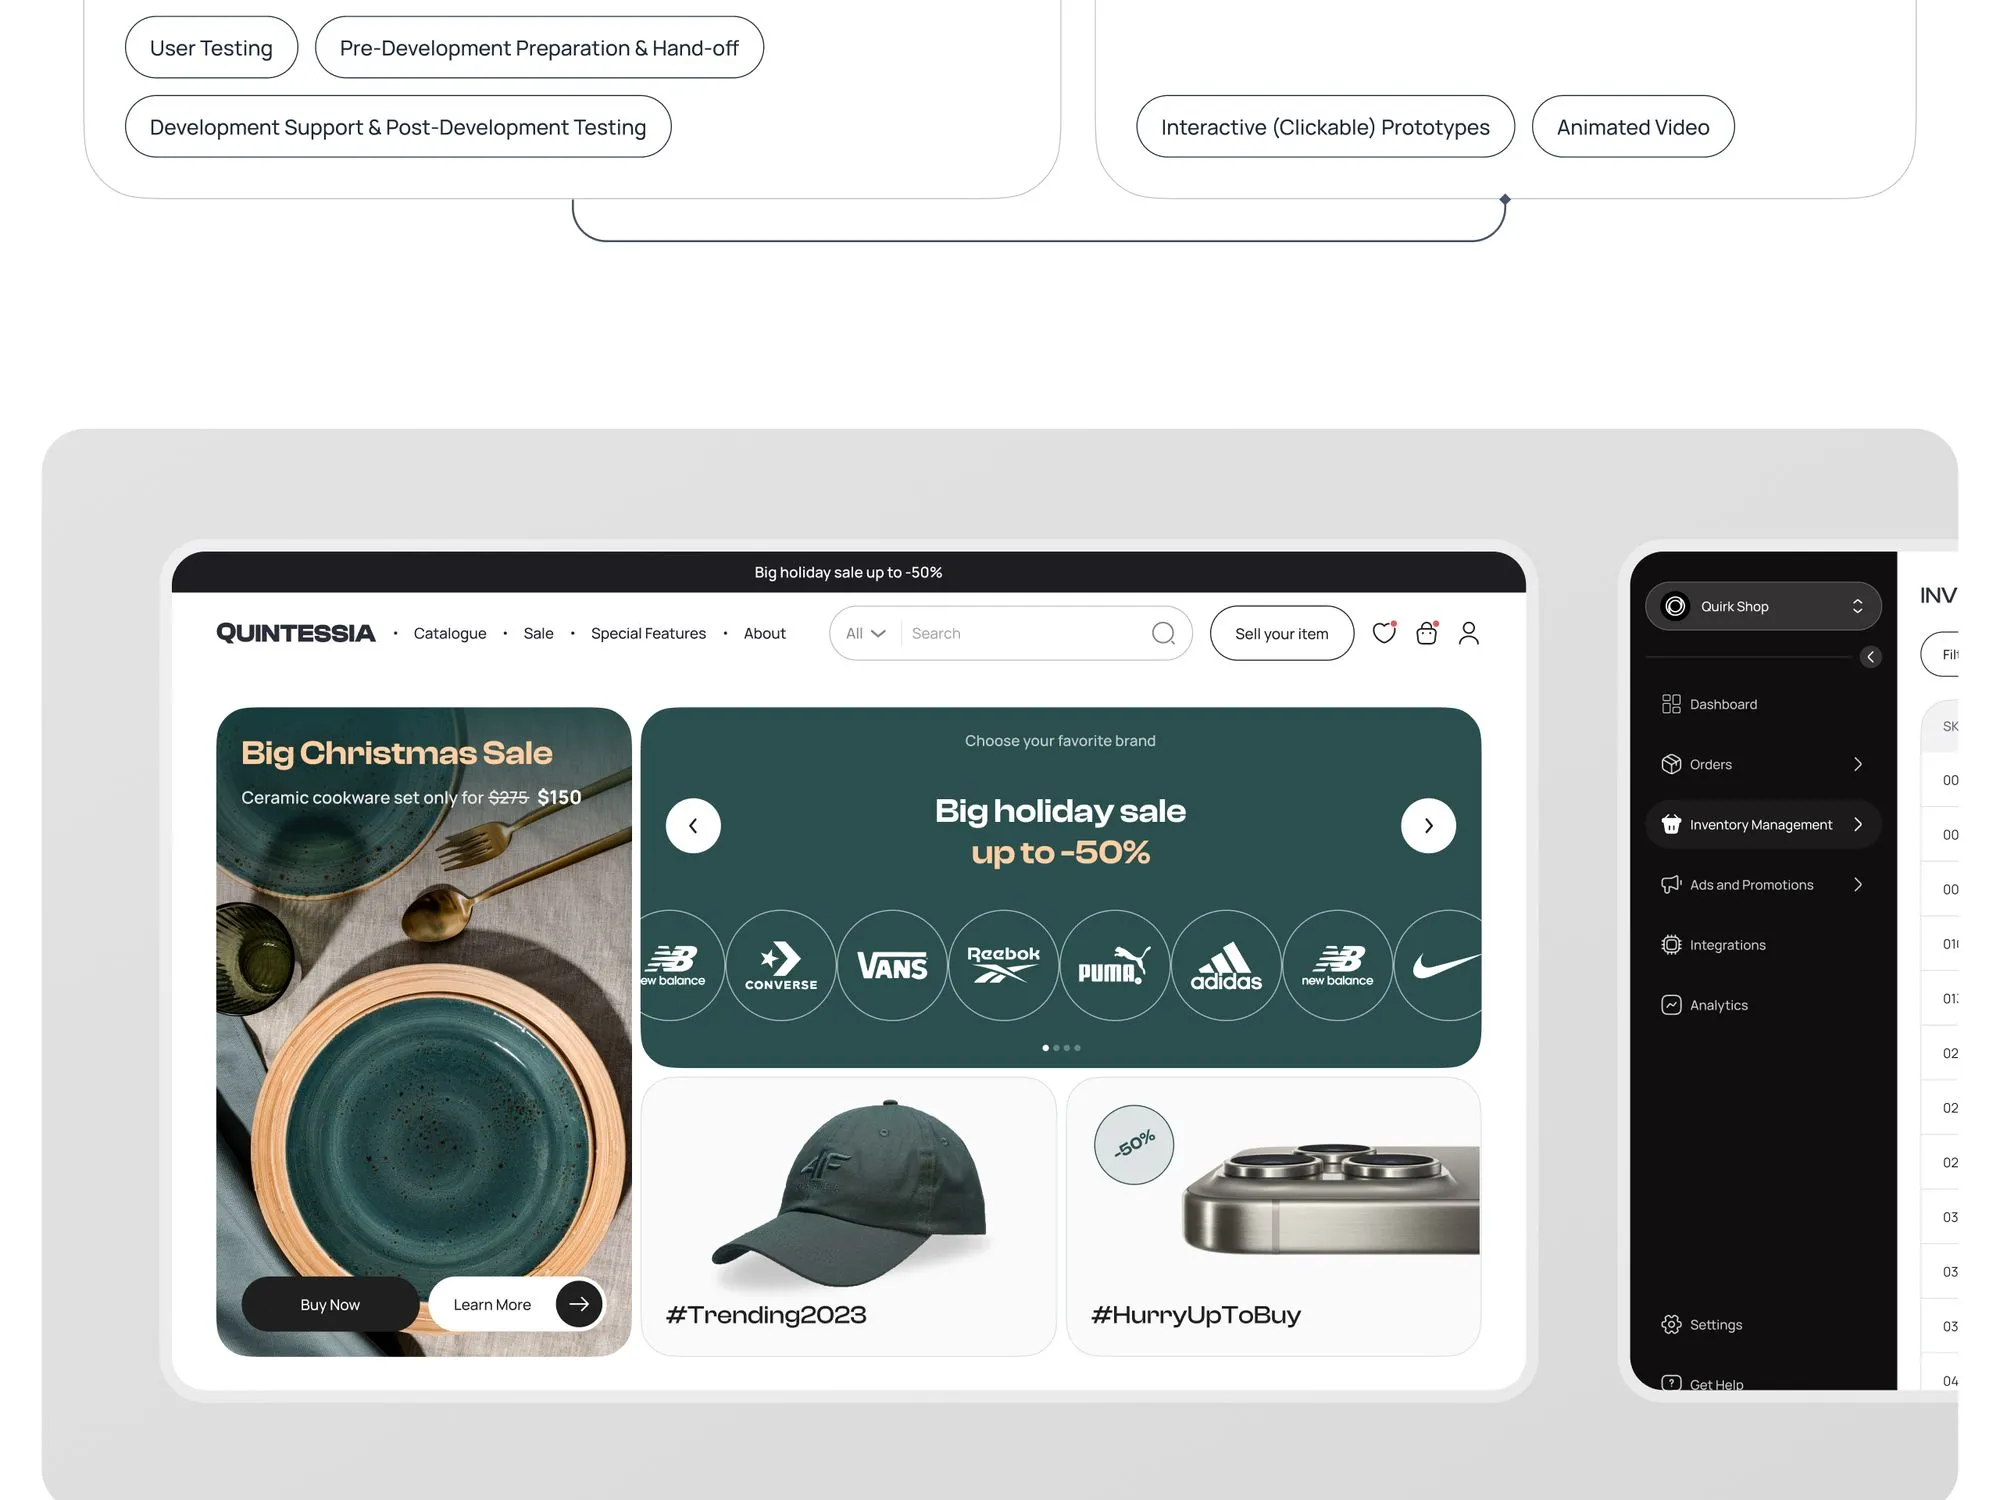 User Testing
Pre-Development Preparation & Hand-off
Development Support & Post-Development Testing
Interactive (Clickable) Prototypes
Animated Video
Big holiday sale up to -50%
QUINTESSIA
Catalogue
Sale
Special Features
About
All
Search
Sell your item
Big Christmas Sale
Ceramic cookware set only for $275 $150
Buy Now
Learn More
Choose your favorite brand
Big holiday sale
up to -50%
ew balance
CONVERSE
VANS
Reebok
PUMA
adidas
new balance
4F
#Trending2023
-50%
#HurryUpToBuy
Quirk Shop
Dashboard
Orders
Inventory Management
Ads and Promotions
Integrations
Analytics
Settings
Get Help
INV
Filt
SK
00
00
00
01
01
02
02
02
03
03
03
04